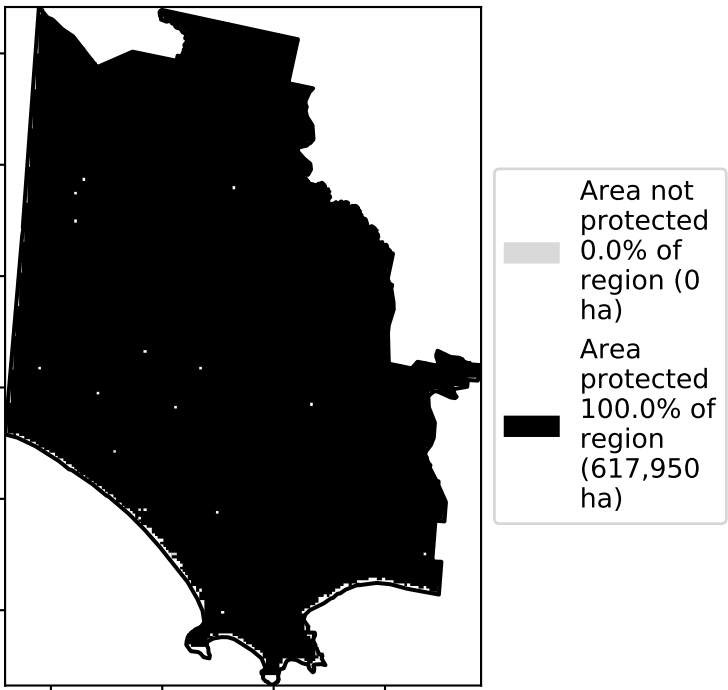 Area not
protected
0.0% of
region (0
ha)
Area
protected
100.0% of
region
(617,950
ha)